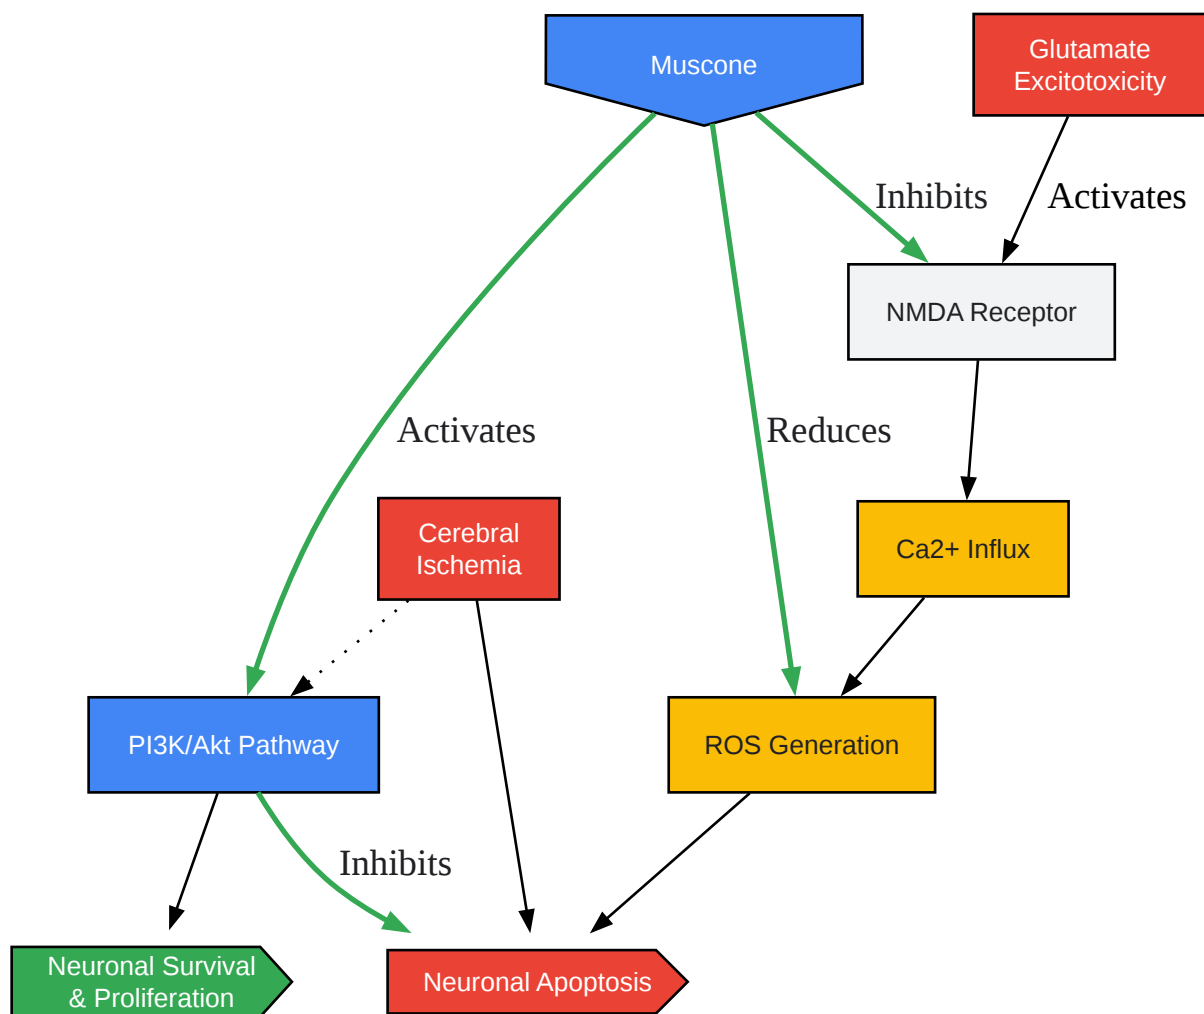 Muscone
Glutamate
Excitotoxicity
Inhibits
Activates
NMDA Receptor
Activates
Reduces
Cerebral
Ischemia
Ca2+ Influx
PI3K/Akt Pathway
ROS Generation
Inhibits
Neuronal Survival
& Proliferation
Neuronal Apoptosis